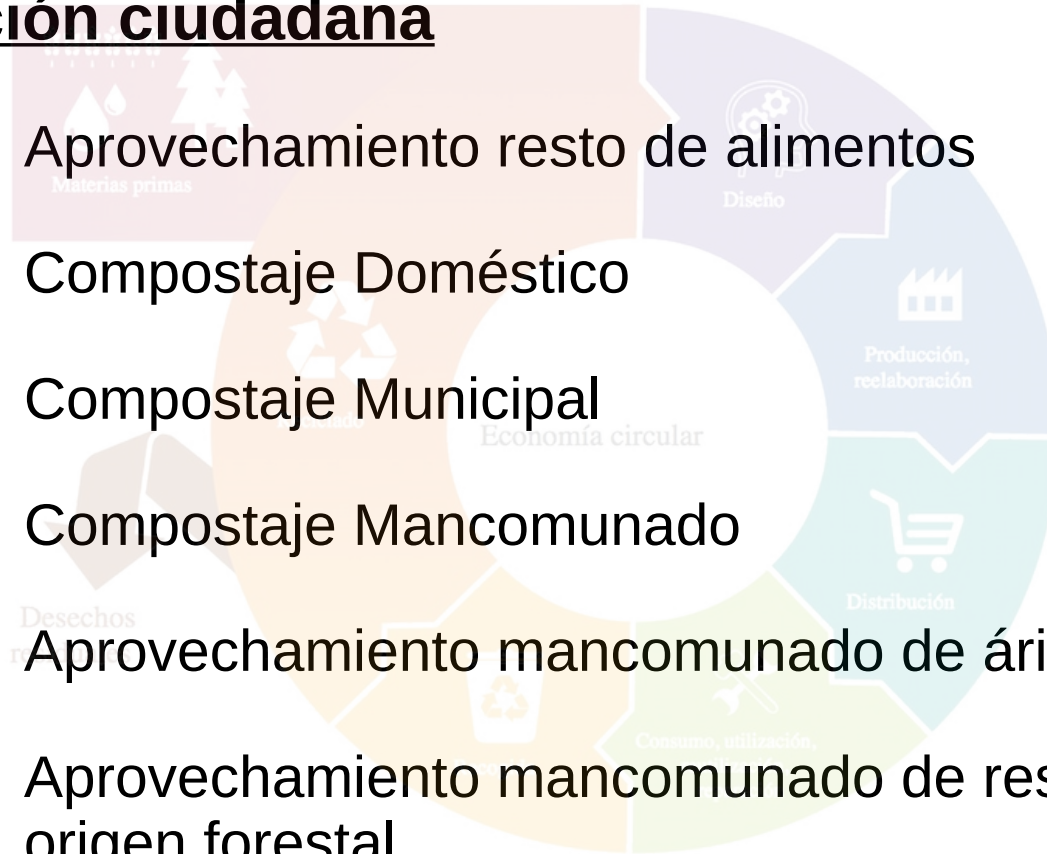 ción ciudadana
Aprovechamiento resto de alimentos
Materias primas
Diseño
Compostaje Doméstico
Producción,
reelaboración
Compostaje Municipal
Economía circular
Compostaje Mancomunado
Distribución
Desechos
Aprovechamiento mancomunado de ári
Consumo, utilización,
Aprovechamiento mancomunado de res
origen forestal